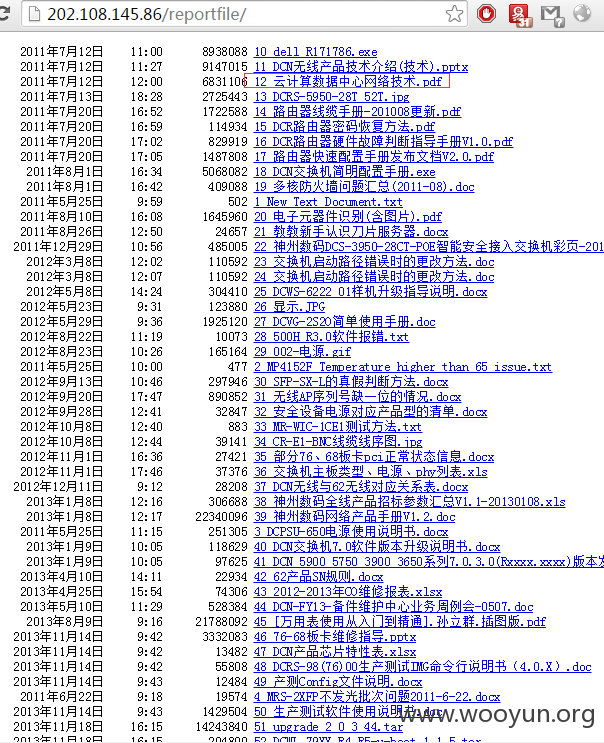 202.108.145.86/reportfile/
2011年7月12日 11:00 8938088 10 dell R171786.exe
2011年7月12日 11:27 9147015 11 DCN无线产品技术介绍(技术).pptx
2011年7月12日 12:00 6831106 12 云计算数据中心网络技术.pdf
2011年7月13日 18:28 2725443 13 DCRS-5950-28T 52T.jpg
2011年7月20日 16:52 1722588 14 路由器线缆手册-201008更新.pdf
2011年7月20日 16:59 114934 15 DCR路由器密码恢复方法.pdf
2011年7月20日 17:02 829919 16 DCR路由器硬件故障判断指导手册V1.0.pdf
2011年7月20日 17:05 1487808 17 路由器快速配置手册发布文档V2.0.pdf
2011年8月1日 16:34 5068082 18 DCN交换机简明配置手册.exe
2011年8月1日 16:42 409088 19 多核防火墙问题汇总(2011-08).doc
2011年5月25日 9:59 502 1 New Text Document.txt
2011年8月10日 16:08 1645960 20 电子元器件识别(含图片).pdf
2011年8月26日 12:50 24657 21 教教新手认识刀片服务器.docx
2011年12月29日 10:56 485005 22 神州数码DCS-3950-28CT-POE智能安全接入交换机彩页-201
2012年3月8日 12:02 110592 23 交换机启动路径错误时的更改方法.doc
2012年3月8日 12:07 110592 24 交换机启动路径错误时的更改方法.doc
2012年5月8日 14:24 304410 25 DCWS-6222 01样机升级指导说明.docx
2012年5月23日 9:31 123880 26 显示.JPG
2012年5月29日 9:36 1925120 27 DCVG-2S20简单使用手册.doc
2012年8月22日 11:19 10073 28 500H R3.0软件报错.txt
2012年8月23日 10:26 165164 29 002-电源.gif
2011年5月25日 10:00 477 2 MP4152F Temperature higher than 65 issue.txt
2012年9月13日 10:46 297946 30 SFP-SX-L的真假判断方法.docx
2012年9月20日 17:47 890852 31 无线AP序列号缺一位的情况.docx
2012年9月28日 12:41 32847 32 安全设备电源对应产品型的清单.docx
2012年10月8日 12:40 883 33 MR-WIC-1CE1测试方法.txt
2012年10月8日 12:44 39141 34 CR-E1-BNC线缆线序图.jpg
2012年11月1日 16:36 27421 35 部分76、68板卡pci正常状态信息.docx
2012年11月1日 17:46 37376 36 交换机主板类型、电源、phy列表.xls
2012年12月11日 9:12 28208 37 DCN无线与62无线对应关系表.docx
2013年1月8日 12:16 306688 38 神州数码全线产品招标参数汇总V1.1-20130108.xls
2013年1月8日 12:17 22340096 39 神州数码网络产品手册V1.2.doc
2011年5月25日 11:15 251305 3 DCPSU-650电源使用说明书.docx
2013年1月9日 10:05 118629 40 DCN交换机7.0软件版本升级说明书.docx
2013年1月9日 10:05 97625 41 DCN 5900 5750 3900 3650系列7.0.3.0(Rxxxx.xxxx)版本发
2013年4月10日 14:11 22934 42 62产品SN规则.docx
2013年4月25日 15:54 74306 43 2012-2013年CO维修报表.xlsx
2013年5月10日 11:29 528384 44 DCN-FY13-备件维护中心业务周例会-0507.doc
2013年8月9日 9:16 21788092 45 [万用表使用从入门到精通].孙立群.插图版.pdf
2013年11月14日 9:42 3332083 46 76-68板卡维修指导.pptx
2013年11月14日 9:42 13482 47 DCN产品芯片特性表.xlsx
2013年11月14日 9:42 55808 48 DCRS-98(76)00生产测试IMG命令行说明书（4.0.X）.doc
2013年11月14日 9:43 12484 49 产测Config文件说明.docx
2011年6月22日 9:18 19574 4 MRS-2XFP不发光批次问题2011-6-22.docx
2013年11月14日 9:43 1429504 50 生产测试软件使用说明书.doc
2013年11月18日 16:15 14243840 51 upgrade 2 0 3 44.tar
www.wooyun.org